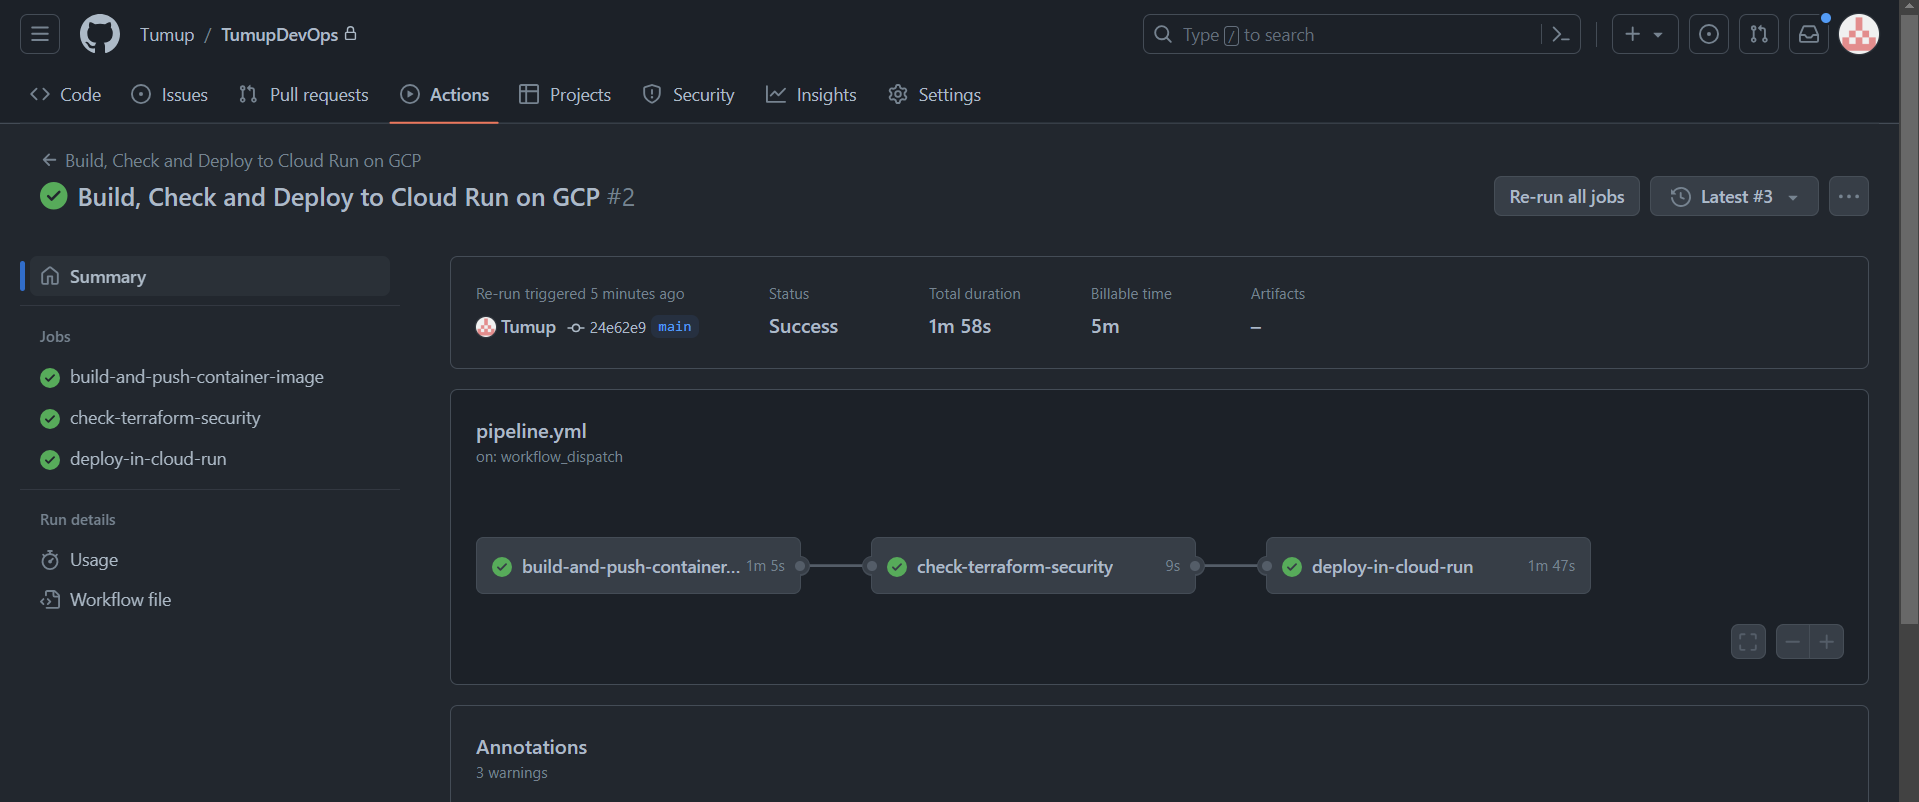 Tumup / TumupDevOps
Type / to search
Code Issues Pull requests Actions Projects Security Insights Settings
Build, Check and Deploy to Cloud Run on GCP
Build, Check and Deploy to Cloud Run on GCP #2
Re-run all jobs
Latest #3
Summary
Jobs
build-and-push-container-image
check-terraform-security
deploy-in-cloud-run
Run details
Usage
Workflow file
Re-run triggered 5 minutes ago
Tumup 24e62e9 main
Status
Success
Total duration
1m 58s
Billable time
5m
Artifacts
–
pipeline.yml
on: workflow_dispatch
build-and-push-container... 1m 5s
check-terraform-security 9s
deploy-in-cloud-run 1m 47s
Annotations
3 warnings